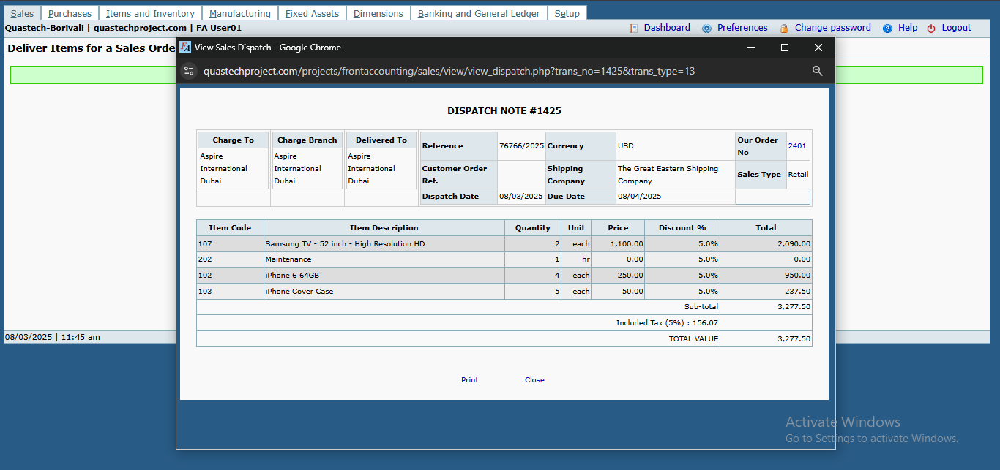 Sales Purchases Items and Inventory Manufacturing Fixed Assets Dimensions Banking and General Ledger Setup
Quastech-Borivali | quastechproject.com | FA User01 Dashboard Preferences Change password Help Logout
Deliver Items for a Sales Orde
View Sales Dispatch - Google Chrome
quastechproject.com/projects/frontaccounting/sales/view/view_dispatch.php?trans_no=1425&trans_type=13
DISPATCH NOTE #1425
Charge To
Aspire
International
Dubai
Charge Branch
Aspire
International
Dubai
Delivered To
Aspire
International
Dubai
Reference 76766/2025 Currency USD Our Order
No 2401
Customer Order
Ref. Shipping
Company The Great Eastern Shipping
Company Sales Type Retail
Dispatch Date 08/03/2025 Due Date 08/04/2025
Item Code Item Description Quantity Unit Price Discount % Total
107 Samsung TV - 52 inch - High Resolution HD 2 each 1,100.00 5.0% 2,090.00
202 Maintenance 1 hr 0.00 5.0% 0.00
102 iPhone 6 64GB 4 each 250.00 5.0% 950.00
103 iPhone Cover Case 5 each 50.00 5.0% 237.50
Sub-total 3,277.50
Included Tax (5%) : 156.07
TOTAL VALUE 3,277.50
Print Close
08/03/2025 | 11:45 am
Activate Windows
Go to Settings to activate Windows.